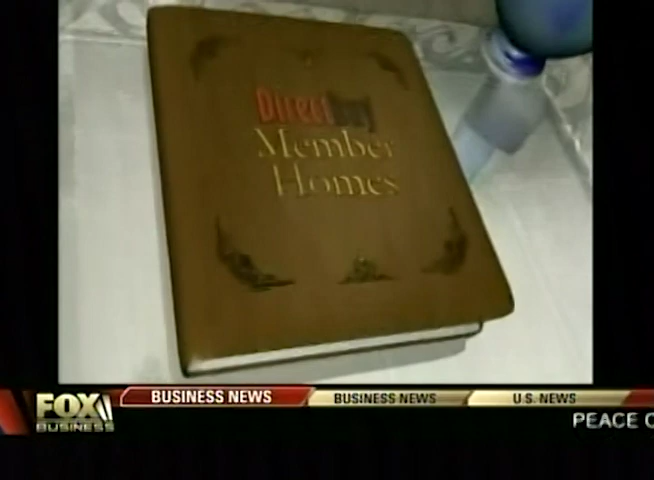 Directbuy
Member
Homes
FOX
BUSINESS
BUSINESS NEWS
BUSINESS NEWS
U.S. NEWS
PEACE